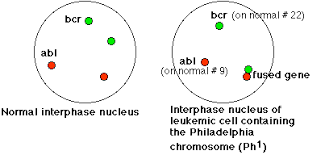 bcr
abl
Normal interphase nucleus
bcr (on normal # 22)
abl
(on normal # 9)
fused gene
Interphase nucleus of
leukemic cell containing
the Philadelphia
chromosome (Ph1)